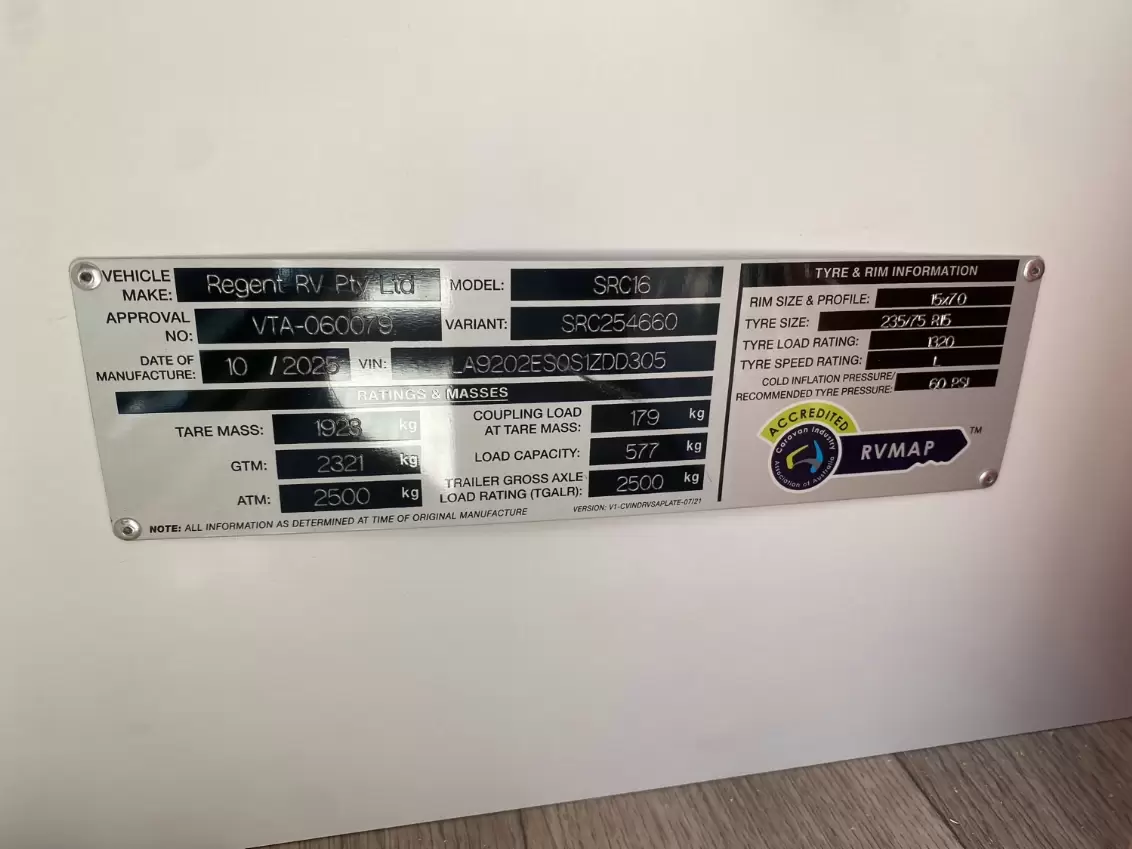 VEHICLE MAKE: Regent RV Pty Ltd
MODEL: SRC16
APPROVAL NO: VTA-060079
VARIANT: SRC254660
DATE OF MANUFACTURE: 10 / 2025
VIN: LA9202ESQS1ZDD305
RATINGS & MASSES
TARE MASS: 1928 kg
COUPLING LOAD AT TARE MASS: 179 kg
GTM: 2321 kg
LOAD CAPACITY: 577 kg
ATM: 2500 kg
TRAILER GROSS AXLE LOAD RATING (TGALR): 2500 kg
NOTE: ALL INFORMATION AS DETERMINED AT TIME OF ORIGINAL MANUFACTURE
VERSION: V1-CVINDRVSAPLATE-07/21
TYRE & RIM INFORMATION
RIM SIZE & PROFILE: 15x7.0
TYRE SIZE: 235/75 R15
TYRE LOAD RATING: 1320
TYRE SPEED RATING: L
COLD INFLATION PRESSURE/ RECOMMENDED TYRE PRESSURE: 60 PSI
ACCREDITED
Caravan Industry Association of Australia
RVMAP ™